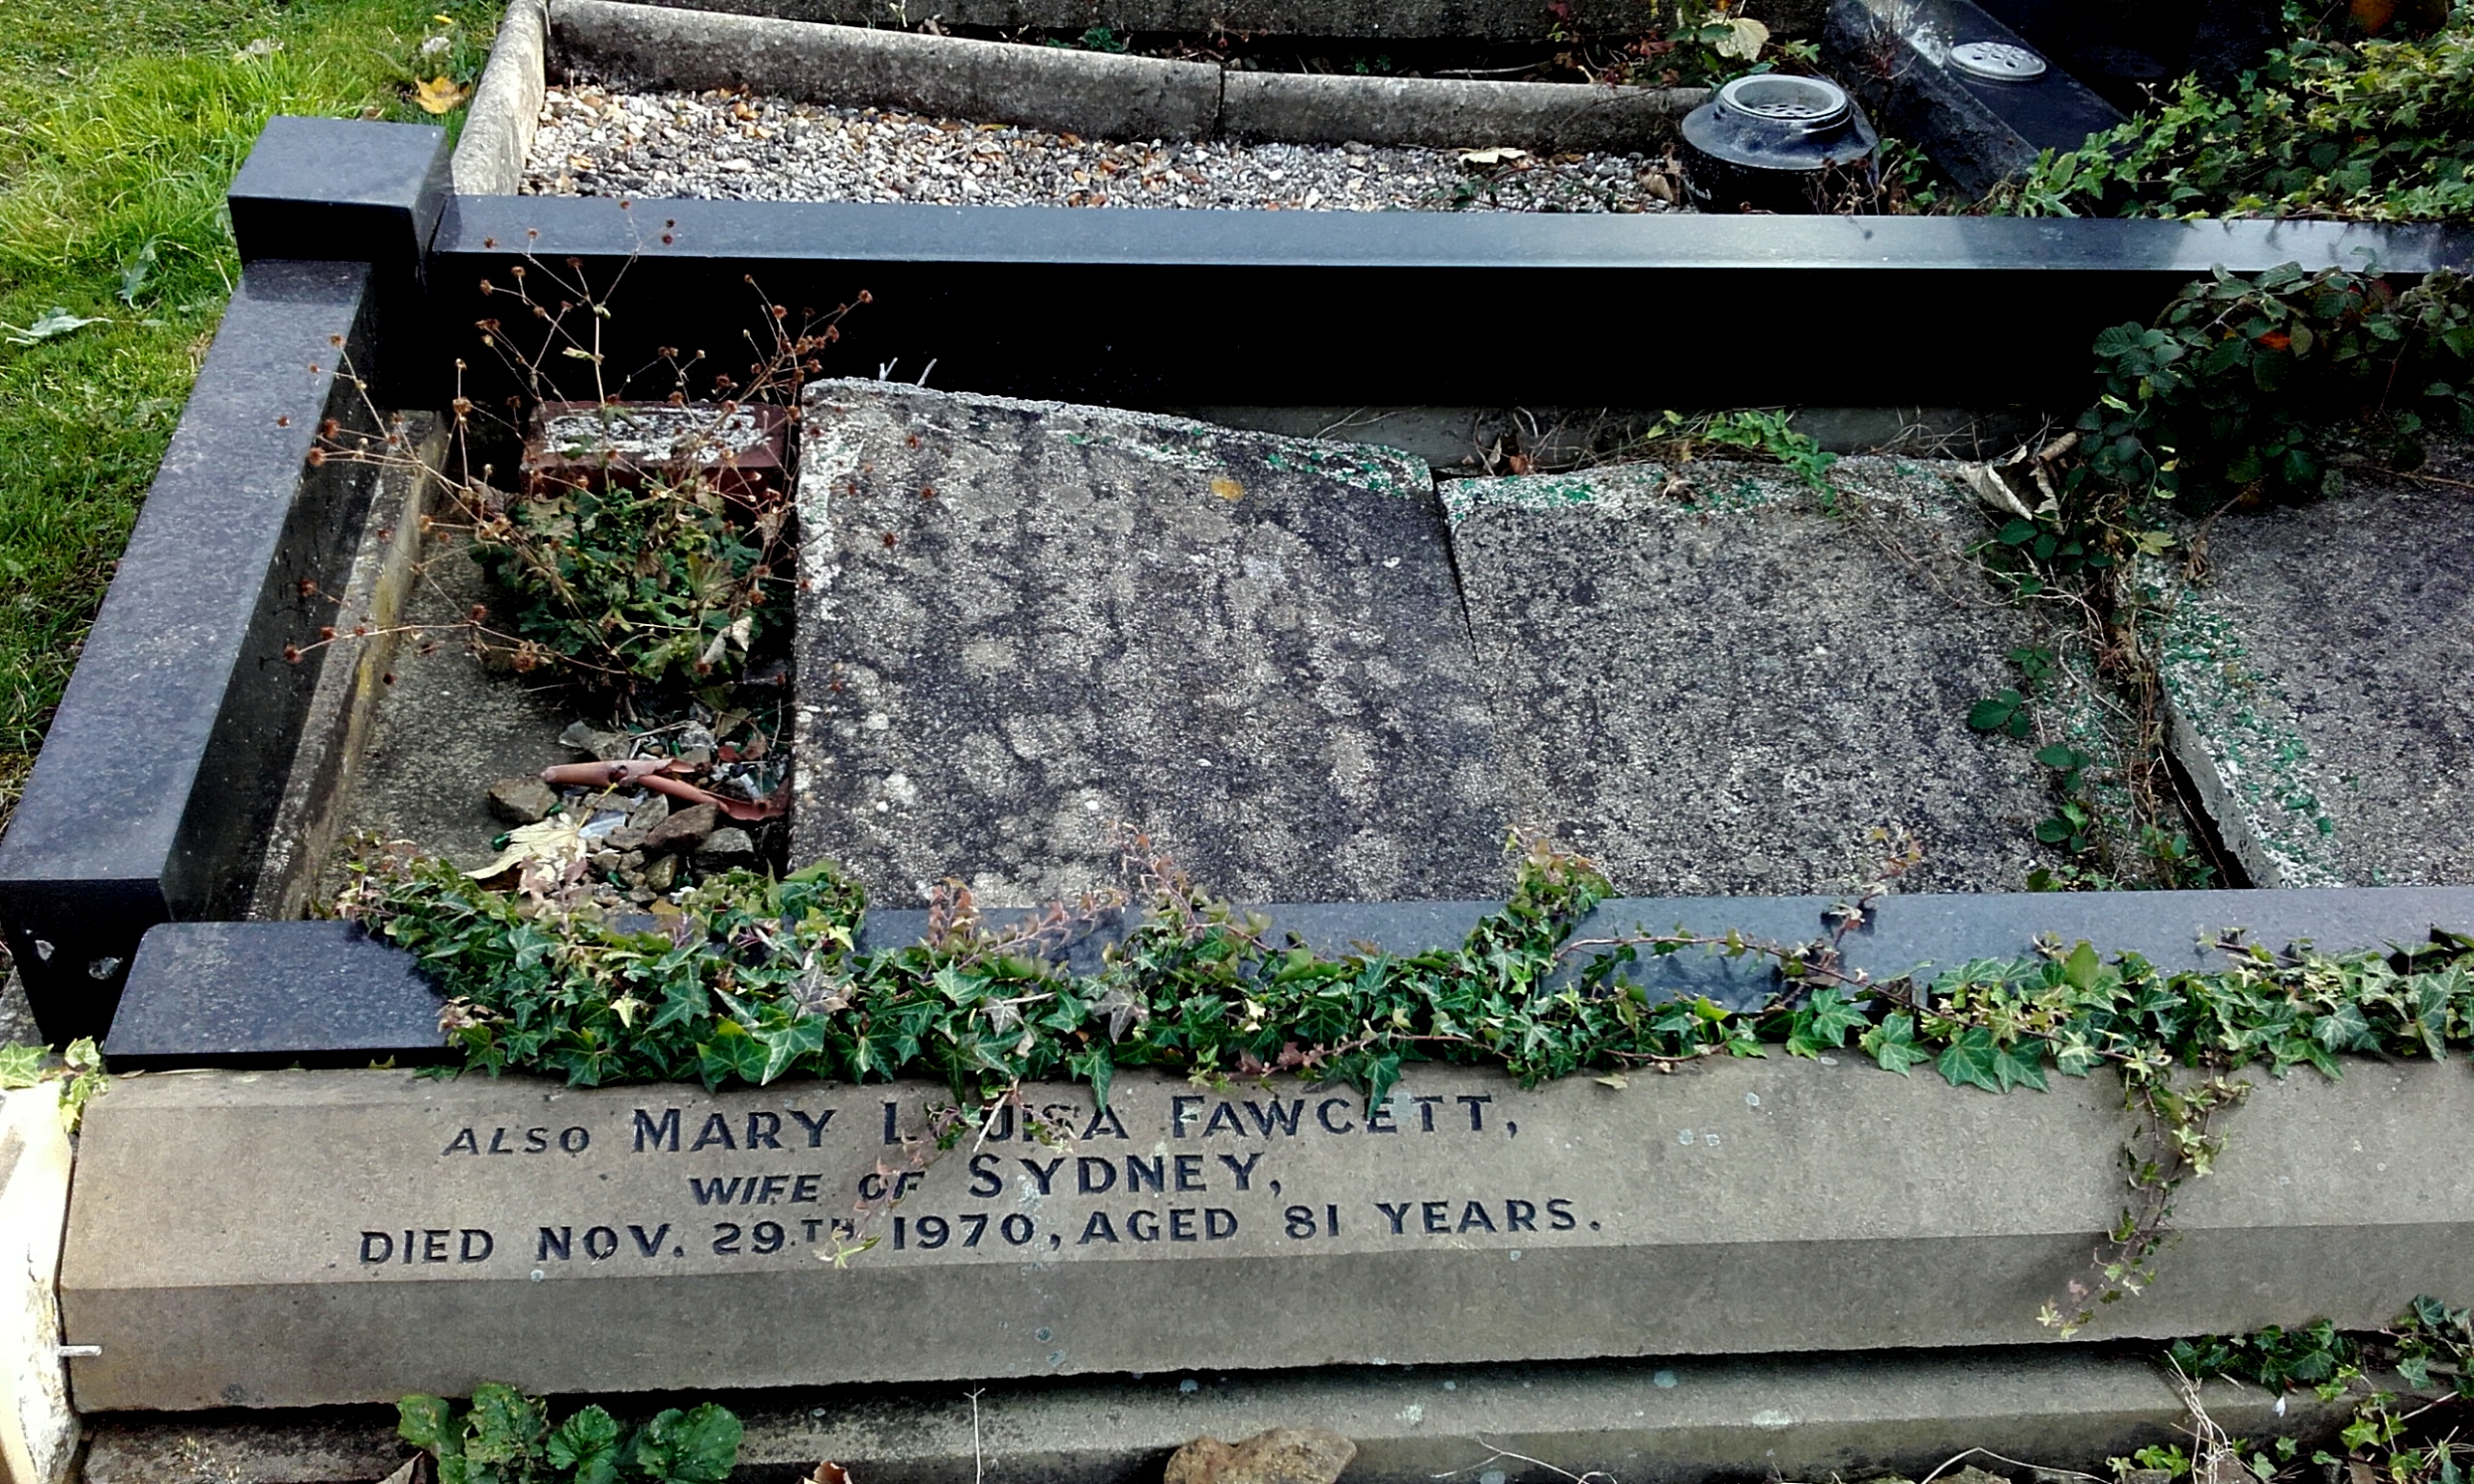 ALSO MARY LOUISA FAWCETT,
WIFE OF SYDNEY,
DIED NOV. 29TH 1970, AGED 81 YEARS.